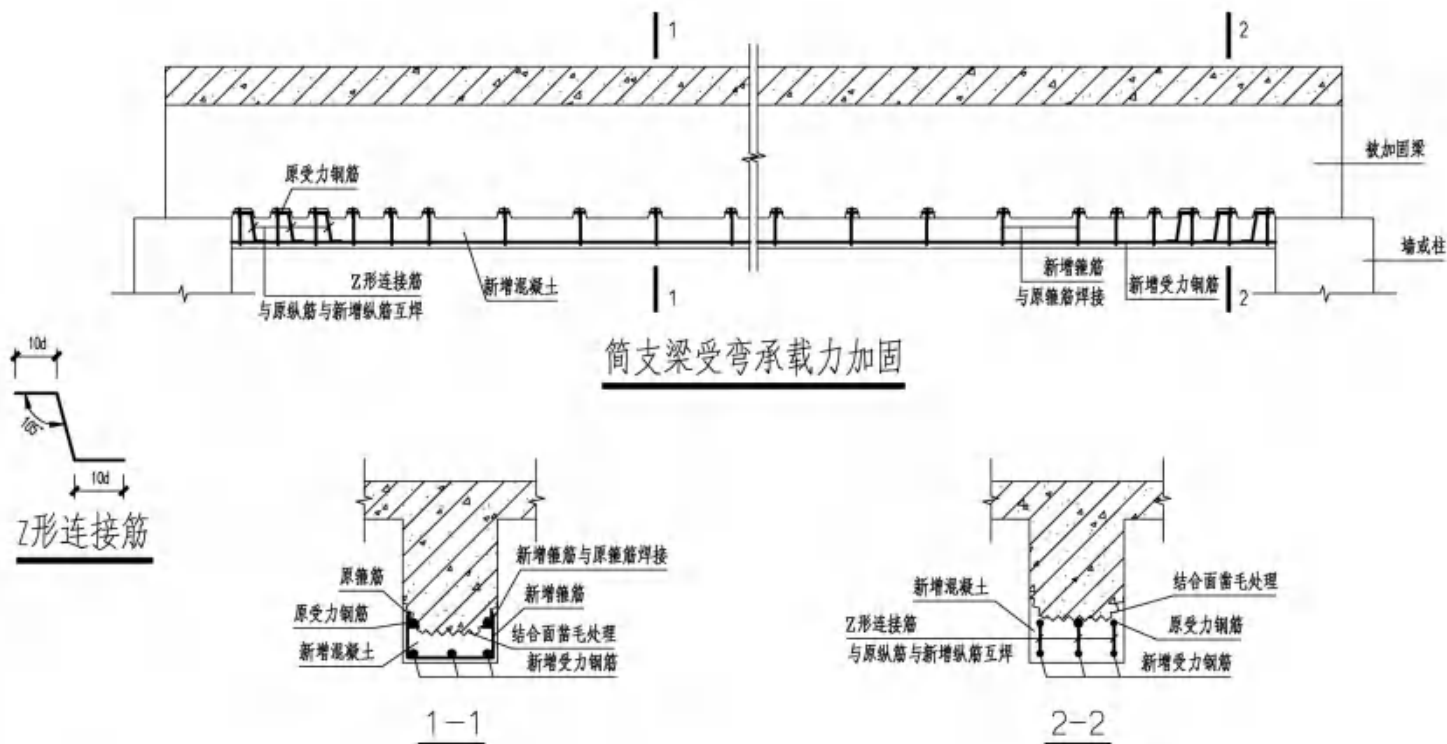 1
2
原受力钢筋
被加固梁
墙或柱
Z形连接筋
与原纵筋与新增纵筋互焊
新增混凝土
新增箍筋
与原箍筋焊接
新增受力钢筋
1
2
简支梁受弯承载力加固
10d
105°
10d
Z形连接筋
原箍筋
原受力钢筋
新增混凝土
新增箍筋与原箍筋焊接
新增箍筋
结合面凿毛处理
新增受力钢筋
1-1
新增混凝土
Z形连接筋
与原纵筋与新增纵筋互焊
结合面凿毛处理
原受力钢筋
新增受力钢筋
2-2